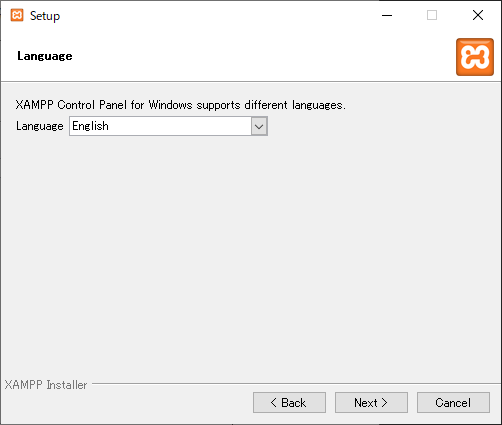 Setup
Language
XAMPP Control Panel for Windows supports different languages.
Language English
XAMPP Installer
< Back Next > Cancel